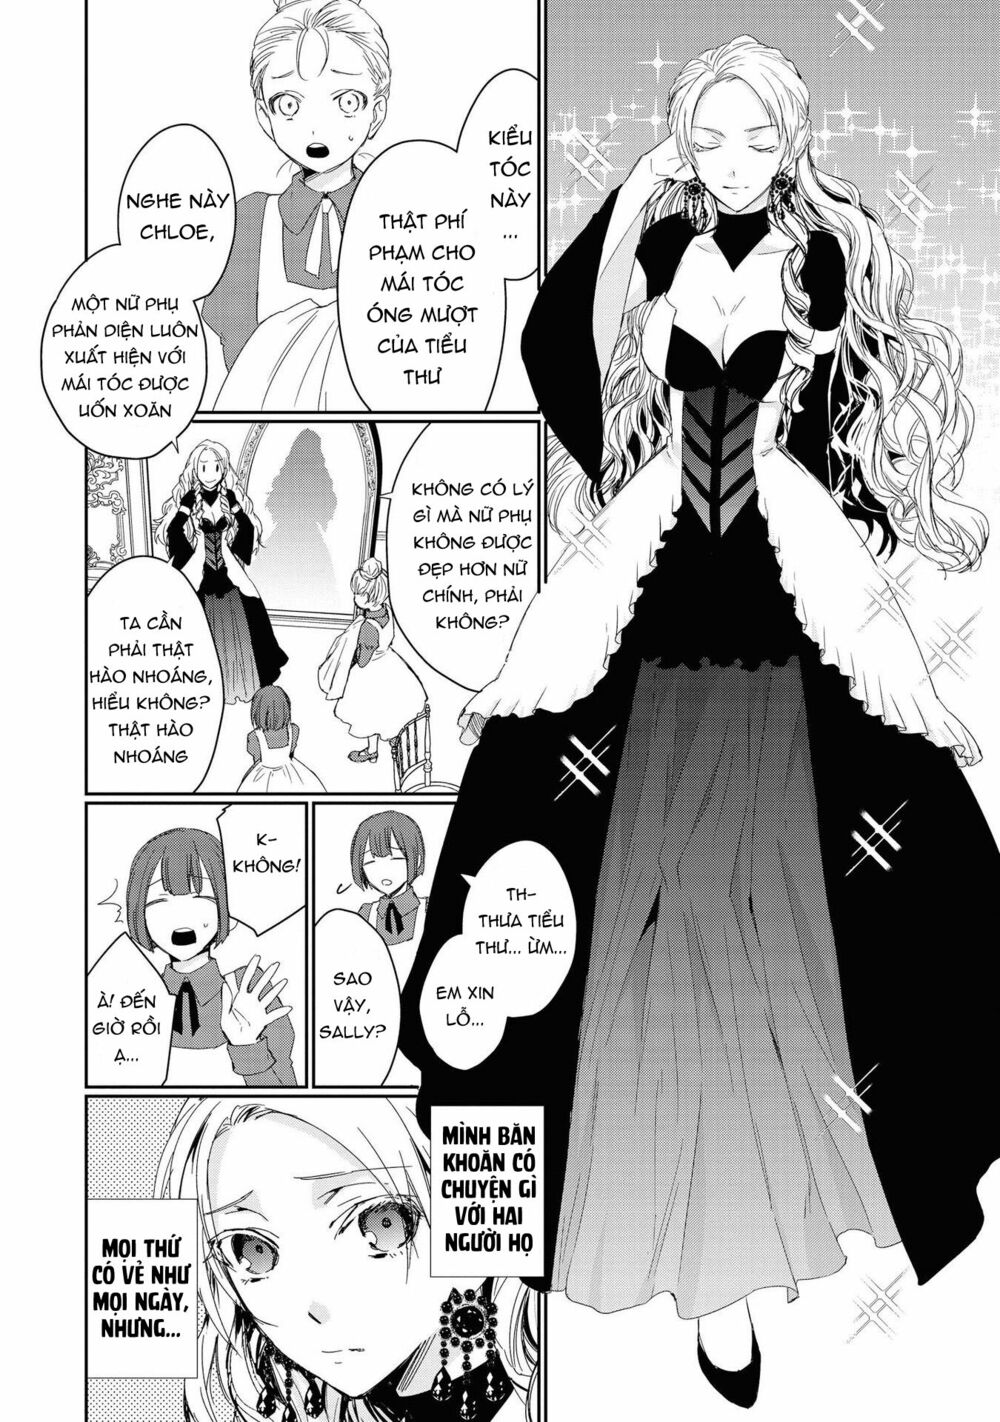 KIỂU
TÓC
NÀY
...
THẬT PHÍ
PHẠM CHO
MÁI TÓC
ÓNG MƯỢT
CỦA TIỂU
THƯ
NGHE NÀY
CHLOE,
MỘT NỮ PHỤ
PHẢN DIỆN LUÔN
XUẤT HIỆN VỚI
MÁI TÓC ĐƯỢC
UỐN XOĂN
KHÔNG CÓ LÝ
GÌ MÀ NỮ PHỤ
KHÔNG ĐƯỢC
ĐẸP HƠN NỮ
CHÍNH, PHẢI
KHÔNG?
TA CẦN
PHẢI THẬT
HÀO NHOÁNG,
HIỂU KHÔNG?
THẬT HÀO
NHOÁNG
TH-
THƯA TIỂU
THƯ... ỪM...
EM XIN
LỖ...
SAO
VẬY,
SALLY?
K-
KHÔNG!
À! ĐẾN
GIỜ RỒI
Ạ...
MÌNH BĂN
KHOĂN CÓ
CHUYỆN GÌ
VỚI HAI
NGƯỜI HỌ
MỌI THỨ
CÓ VẺ NHƯ
MỌI NGÀY,
NHƯNG...